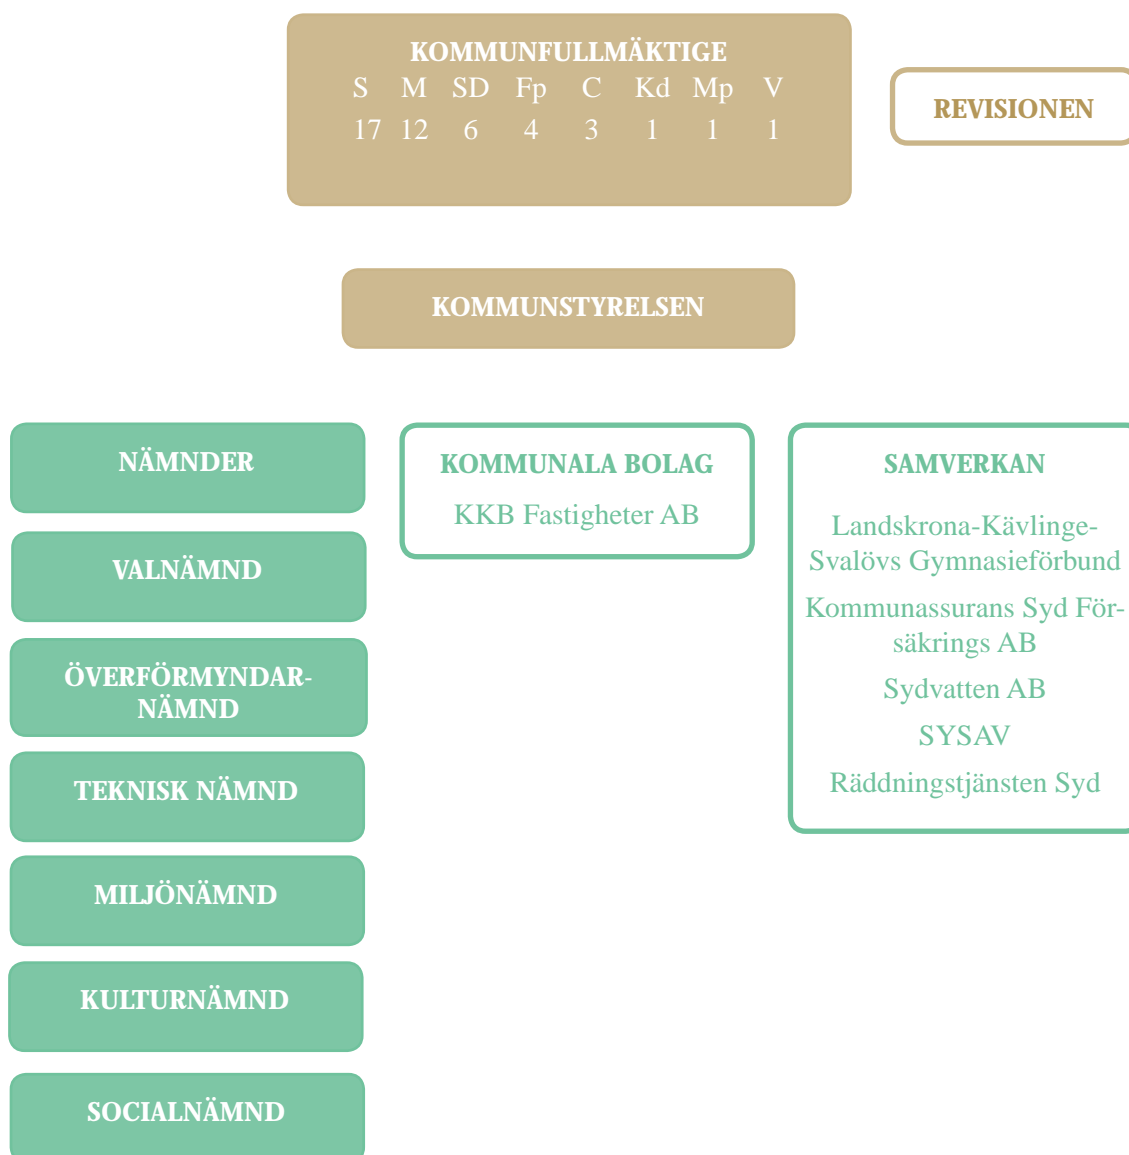 KOMMUNFULLMÄKTIGE
S M SD Fp C Kd Mp V
17 12 6 4 3 1 1 1
REVISIONEN
KOMMUNSTYRELSEN
NÄMNDER
VALNÄMND
ÖVERFÖRMYNDAR-
NÄMND
TEKNISK NÄMND
MILJÖNÄMND
KULTURNÄMND
SOCIALNÄMND
KOMMUNALA BOLAG
KKB Fastigheter AB
SAMVERKAN
Landskrona-Kävlinge-
Svalövs Gymnasieförbund
Kommunassurans Syd För-
säkrings AB
Sydvatten AB
SYSAV
Räddningstjänsten Syd